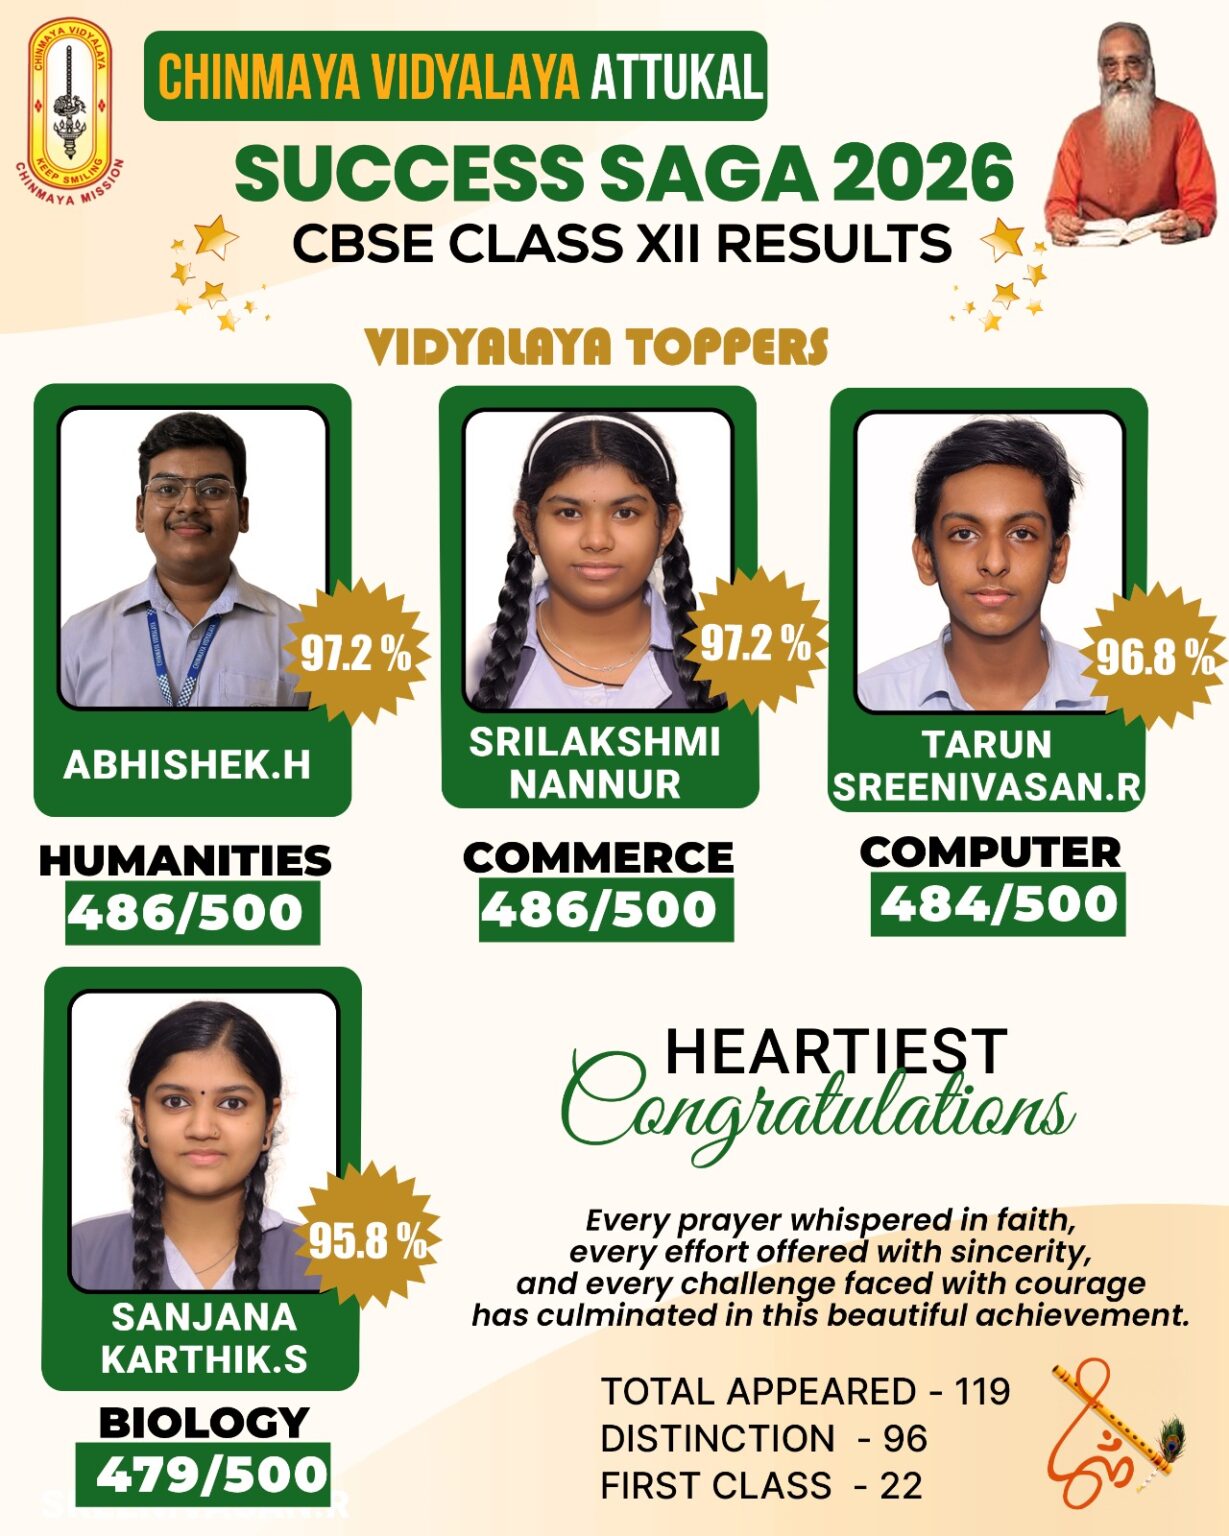 CHINMAYA VIDYALAYA
KEEP SMILING
CHINMAYA MISSION
CHINMAYA VIDYALAYA ATTUKAL
SUCCESS SAGA 2026
CBSE CLASS XII RESULTS
VIDYALAYA TOPPERS
97.2 %
ABHISHEK.H
HUMANITIES
486/500
97.2 %
SRILAKSHMI
NANNUR
COMMERCE
486/500
96.8 %
TARUN
SREENIVASAN.R
COMPUTER
484/500
95.8 %
SANJANA
KARTHIK.S
BIOLOGY
479/500
HEARTIEST
Congratulations
Every prayer whispered in faith,
every effort offered with sincerity,
and every challenge faced with courage
has culminated in this beautiful achievement.
TOTAL APPEARED - 119
DISTINCTION - 96
FIRST CLASS - 22
ॐ